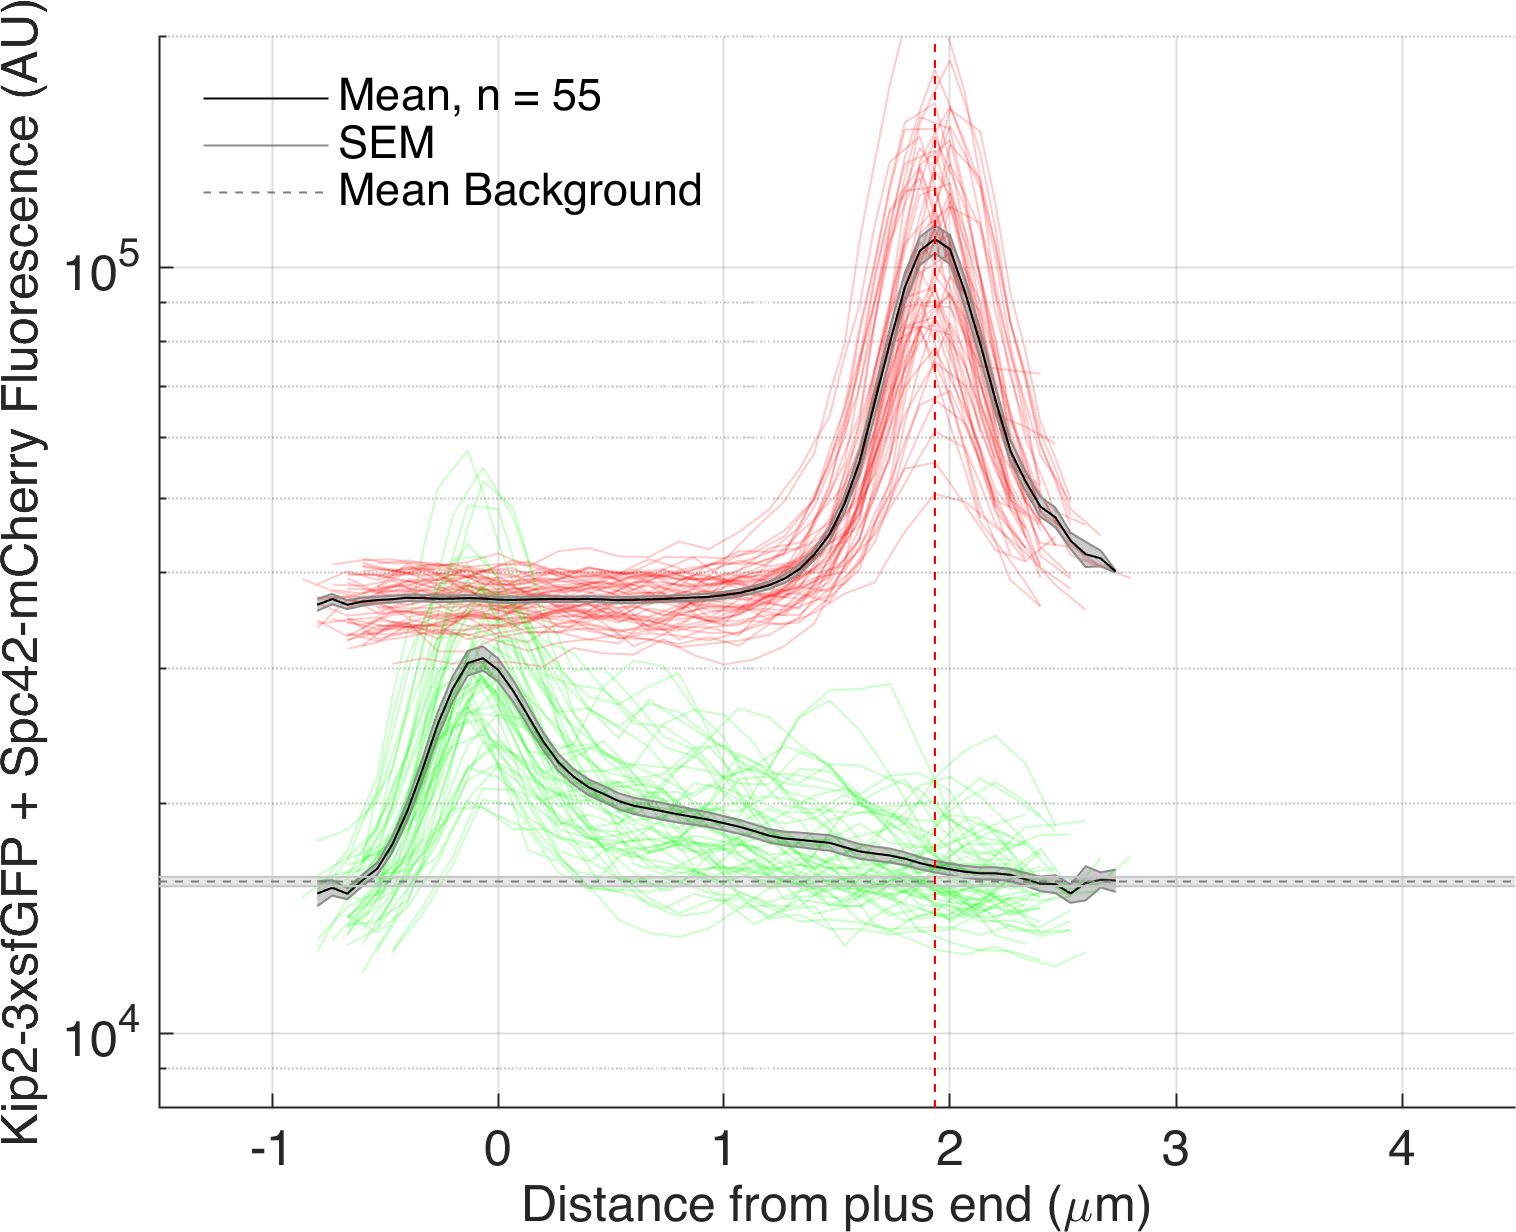 Kip2-3xsfGFP + Spc42-mCherry Fluorescence (AU)
Mean, n = 55
SEM
Mean Background
10^5
10^4
-1 0 1 2 3 4
Distance from plus end (μm)